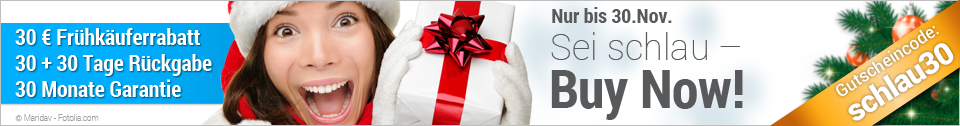 30 € Frühkäuferrabatt
30 + 30 Tage Rückgabe
30 Monate Garantie
© Maridav - Fotolia.com
Nur bis 30.Nov.
Sei schlau –
Buy Now!
Gutscheincode:
schlau30